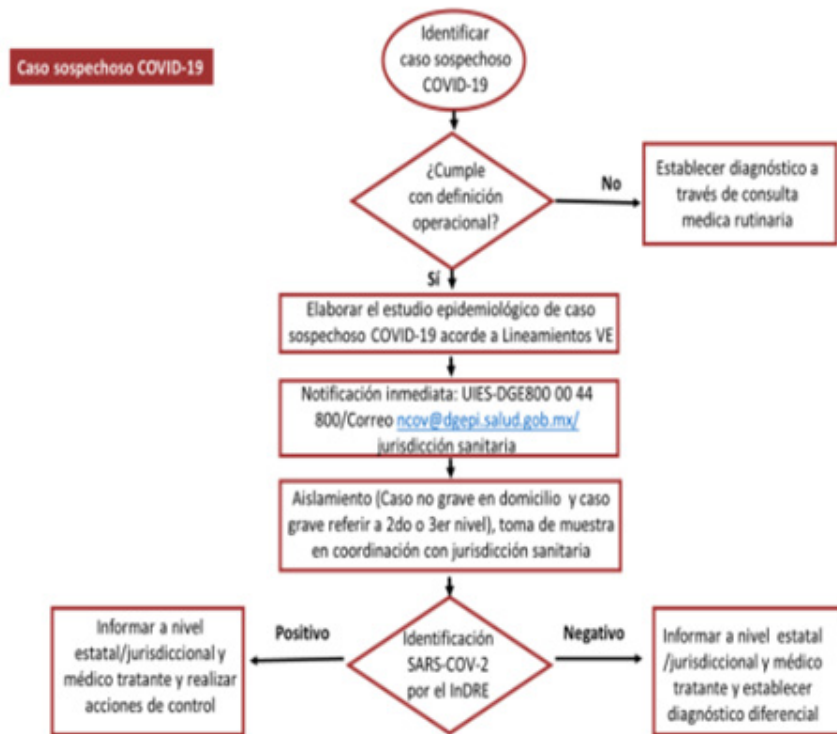 Caso sospechoso COVID-19
Identificar
caso sospechoso
COVID-19
¿Cumple
con definición
operacional?
No
Establecer diagnóstico a
través de consulta
medica rutinaria
Sí
Elaborar el estudio epidemiológico de caso
sospechoso COVID-19 acorde a Lineamientos VE
Notificación inmediata: UIES-DGE800 00 44
800/Correo ncov@dgepi.salud.gob.mx/
jurisdicción sanitaria
Aislamiento (Caso no grave en domicilio y caso
grave referir a 2do o 3er nivel), toma de muestra
en coordinación con jurisdicción sanitaria
Identificación
SARS-COV-2
por el InDRE
Positivo
Informar a nivel
estatal/jurisdiccional y
médico tratante y realizar
acciones de control
Negativo
Informar a nivel estatal
/jurisdiccional y médico
tratante y establecer
diagnóstico diferencial